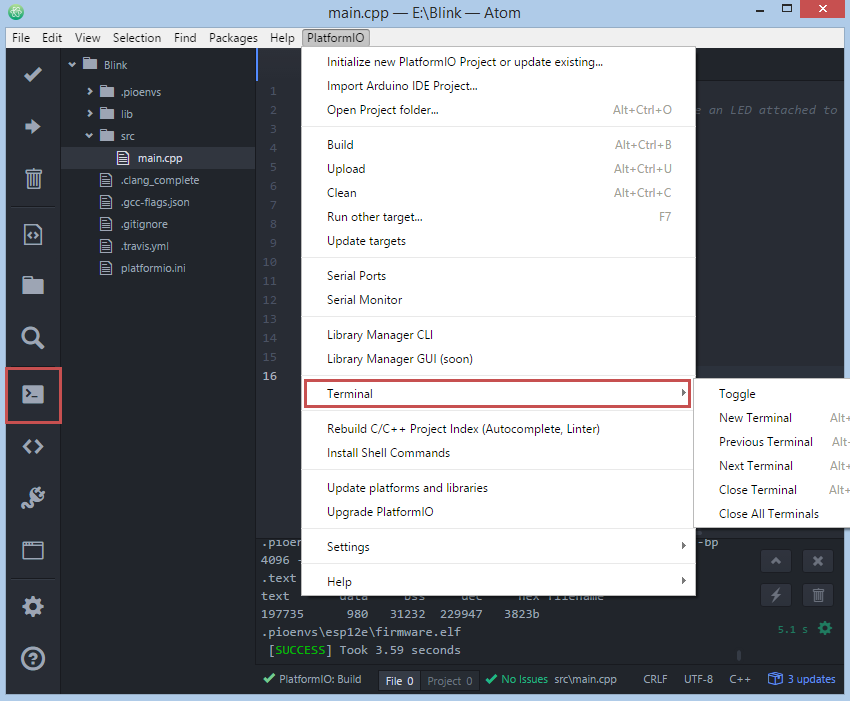 main.cpp — E:\Blink — Atom
File Edit View Selection Find Packages Help PlatformIO
Blink
.pioenvs
lib
src
main.cpp
.clang_complete
.gcc-flags.json
.gitignore
.travis.yml
platformio.ini
1
2
3
4
5
6
7
8
9
10
11
12
13
14
15
16
an LED attached to
Initialize new PlatformIO Project or update existing...
Import Arduino IDE Project...
Open Project folder... Alt+Ctrl+O
Build Alt+Ctrl+B
Upload Alt+Ctrl+U
Clean Alt+Ctrl+C
Run other target... F7
Update targets
Serial Ports
Serial Monitor
Library Manager CLI
Library Manager GUI (soon)
Terminal
Rebuild C/C++ Project Index (Autocomplete, Linter)
Install Shell Commands
Update platforms and libraries
Upgrade PlatformIO
Settings
Help
Toggle
New Terminal Alt+
Previous Terminal Alt-
Next Terminal Alt+
Close Terminal Alt+
Close All Terminals
.pioen -bp
4096 -
.text
text data bss dec hex filename
197735 980 31232 229947 3823b
.pioenvs\esp12e\firmware.elf
[SUCCESS] Took 3.59 seconds
5.1 s
PlatformIO: Build File 0 Project 0 No Issues src\main.cpp CRLF UTF-8 C++ 3 updates